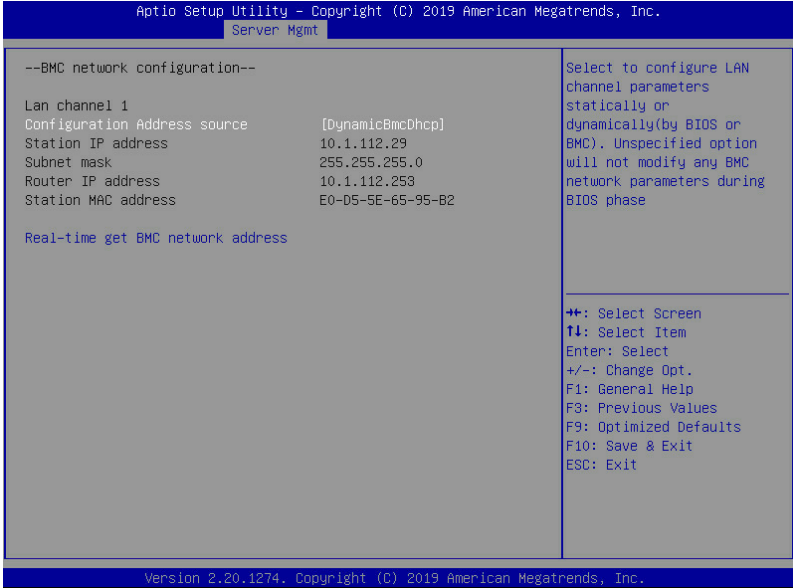 Aptio Setup Utility – Copyright (C) 2019 American Megatrends, Inc.
Server Mgmt
--BMC network configuration--
Lan channel 1
Configuration Address source [DynamicBmcDhcp]
Station IP address 10.1.112.29
Subnet mask 255.255.255.0
Router IP address 10.1.112.253
Station MAC address E0-D5-5E-65-95-B2
Real-time get BMC network address
Select to configure LAN
channel parameters
statically or
dynamically(by BIOS or
BMC). Unspecified option
will not modify any BMC
network parameters during
BIOS phase
→←: Select Screen
↑↓: Select Item
Enter: Select
+/-: Change Opt.
F1: General Help
F3: Previous Values
F9: Optimized Defaults
F10: Save & Exit
ESC: Exit
Version 2.20.1274. Copyright (C) 2019 American Megatrends, Inc.